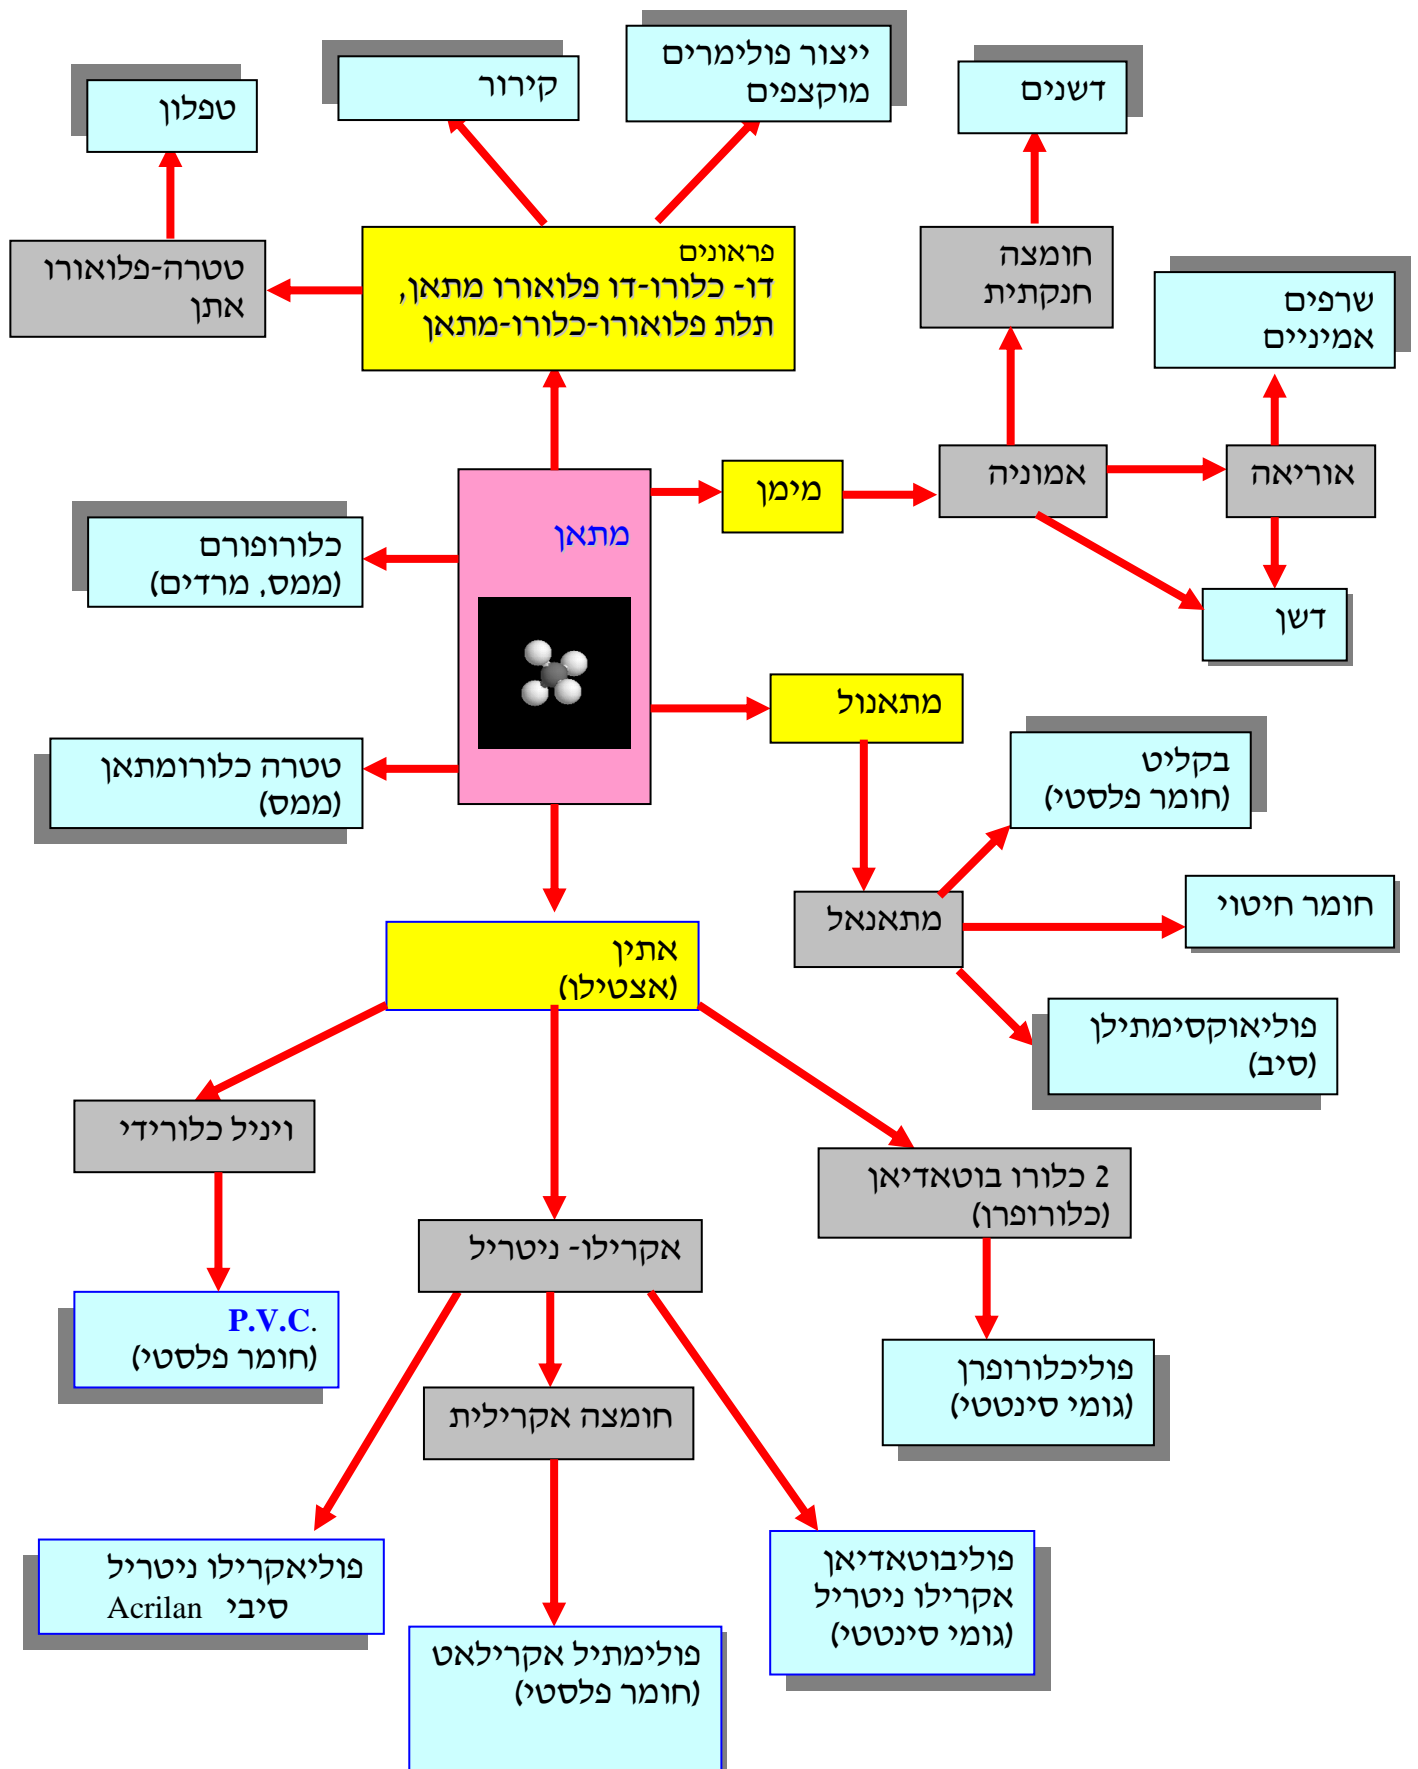 ייצור פולימרים
מוקצפים
קירור
דשנים
טפלון
פראונים
דו- כלורו-דו פלואורו מתאן,
תלת פלואורו-כלורו-מתאן
טטרה-פלואורו
אתן
חומצה
חנקתית
שרפים
אמיניים
מתאן
מימן
אמוניה
אוריאה
כלורופורם
(ממס, מרדים)
דשן
מתאנול
טטרה כלורומתאן
(ממס)
בקליט
(חומר פלסטי)
מתאנאל
חומר חיטוי
אתין
(אצטילן)
פוליאוקסימתילן
(סיב)
ויניל כלורידי
2 כלורו בוטאדיאן
(כלורופרן)
אקרילו- ניטריל
P.V.C.
(חומר פלסטי)
פוליכלורופרן
(גומי סינטטי)
חומצה אקרילית
פוליאקרילו ניטריל
סיבי Acrilan
פוליבוטאדיאן
אקרילו ניטריל
(גומי סינטטי)
פולימתיל אקרילאט
(חומר פלסטי)